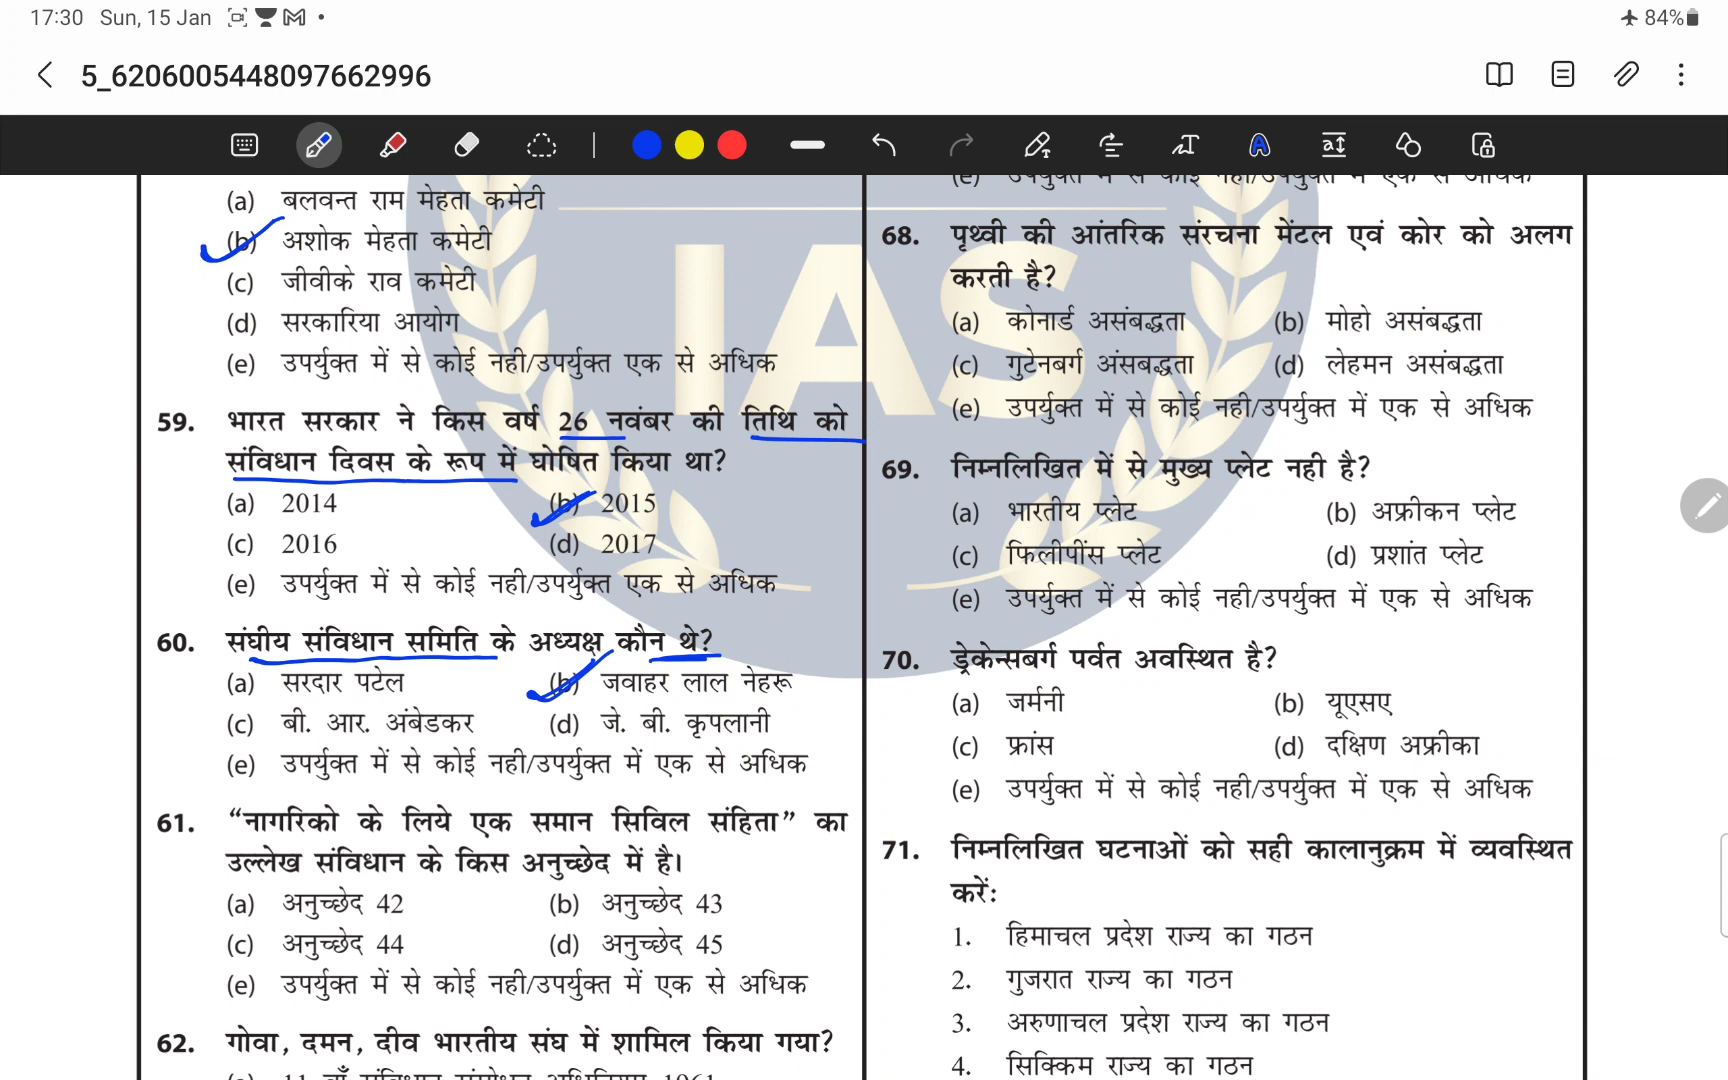 17:30 Sun, 15 Jan
84%
5_6206005448097662996
(a) बलवन्त राम मेहता कमेटी
(b) अशोक मेहता कमेटी
(c) जीवीके राव कमेटी
(d) सरकारिया आयोग
(e) उपर्युक्त में से कोई नही/उपर्युक्त एक से अधिक
59. भारत सरकार ने किस वर्ष 26 नवंबर की तिथि को
संविधान दिवस के रूप में घोषित किया था?
(a) 2014 (b) 2015
(c) 2016 (d) 2017
(e) उपर्युक्त में से कोई नही/उपर्युक्त एक से अधिक
60. संघीय संविधान समिति के अध्यक्ष कौन थे?
(a) सरदार पटेल (b) जवाहर लाल नेहरू
(c) बी. आर. अंबेडकर (d) जे. बी. कृपलानी
(e) उपर्युक्त में से कोई नही/उपर्युक्त में एक से अधिक
61. “नागरिको के लिये एक समान सिविल संहिता” का
उल्लेख संविधान के किस अनुच्छेद में है।
(a) अनुच्छेद 42 (b) अनुच्छेद 43
(c) अनुच्छेद 44 (d) अनुच्छेद 45
(e) उपर्युक्त में से कोई नही/उपर्युक्त में एक से अधिक
62. गोवा, दमन, दीव भारतीय संघ में शामिल किया गया?
(e) उपर्युक्त में से कोई नही/उपर्युक्त में एक से अधिक
68. पृथ्वी की आंतरिक संरचना मेंटल एवं कोर को अलग
करती है?
(a) कोनार्ड असंबद्धता (b) मोहो असंबद्धता
(c) गुटेनबर्ग अंसबद्धता (d) लेहमन असंबद्धता
(e) उपर्युक्त में से कोई नही/उपर्युक्त में एक से अधिक
69. निम्नलिखित में से मुख्य प्लेट नही है?
(a) भारतीय प्लेट (b) अफ्रीकन प्लेट
(c) फिलीपींस प्लेट (d) प्रशांत प्लेट
(e) उपर्युक्त में से कोई नही/उपर्युक्त में एक से अधिक
70. ड्रेकेन्सबर्ग पर्वत अवस्थित है?
(a) जर्मनी (b) यूएसए
(c) फ्रांस (d) दक्षिण अफ्रीका
(e) उपर्युक्त में से कोई नही/उपर्युक्त में एक से अधिक
71. निम्नलिखित घटनाओं को सही कालानुक्रम में व्यवस्थित
करें:
1. हिमाचल प्रदेश राज्य का गठन
2. गुजरात राज्य का गठन
3. अरुणाचल प्रदेश राज्य का गठन
4. सिक्किम राज्य का गठन
IAS